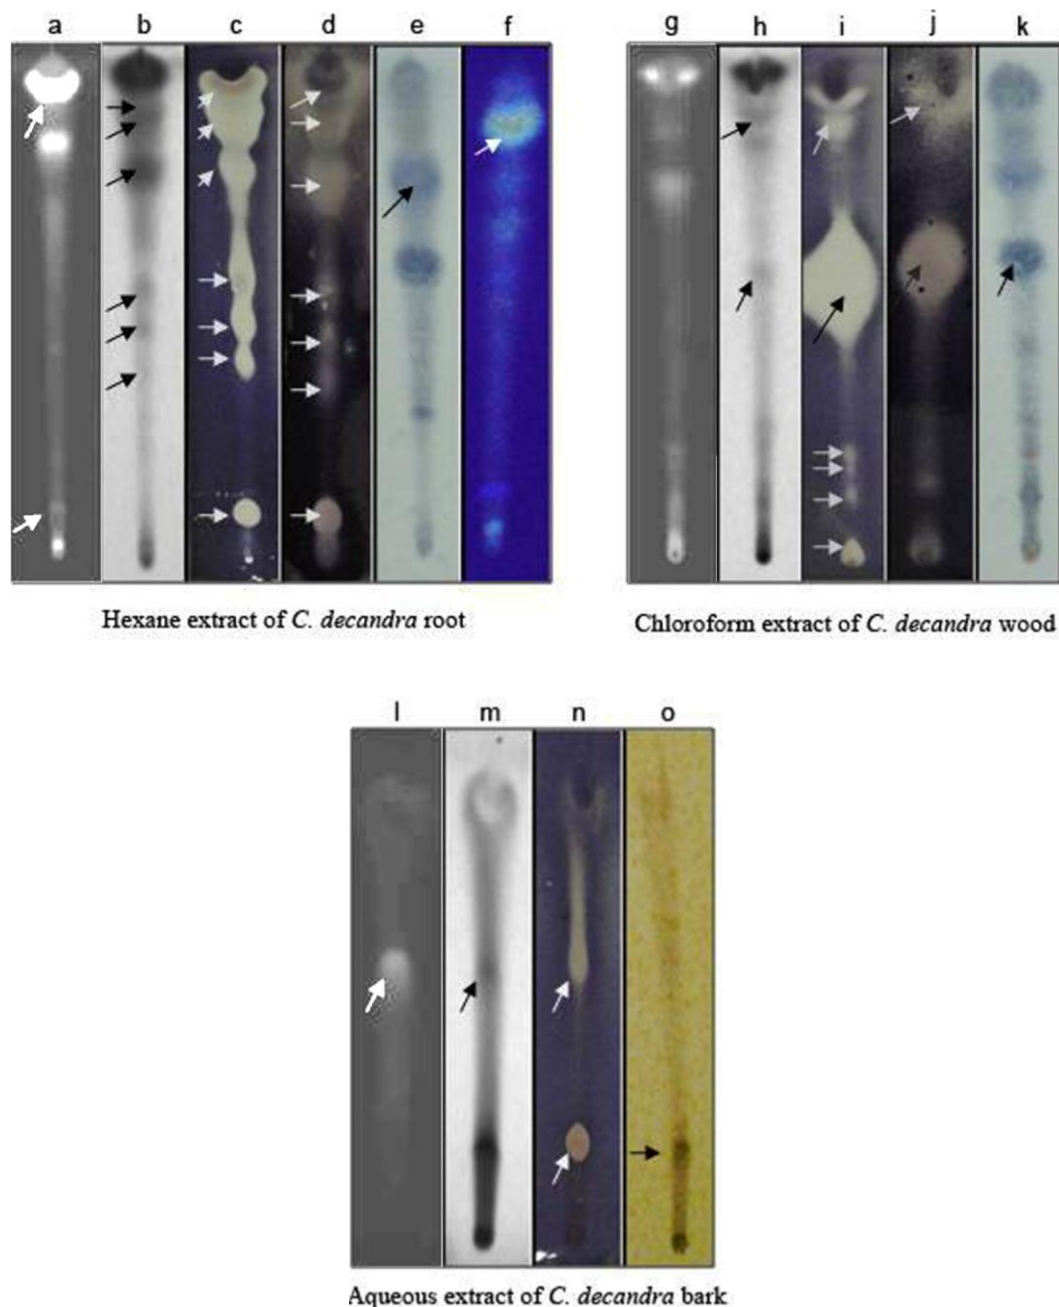 a b c d e f g h i j k
Hexane extract of C. decandra root
Chloroform extract of C. decandra wood
l m n o
Aqueous extract of C. decandra bark